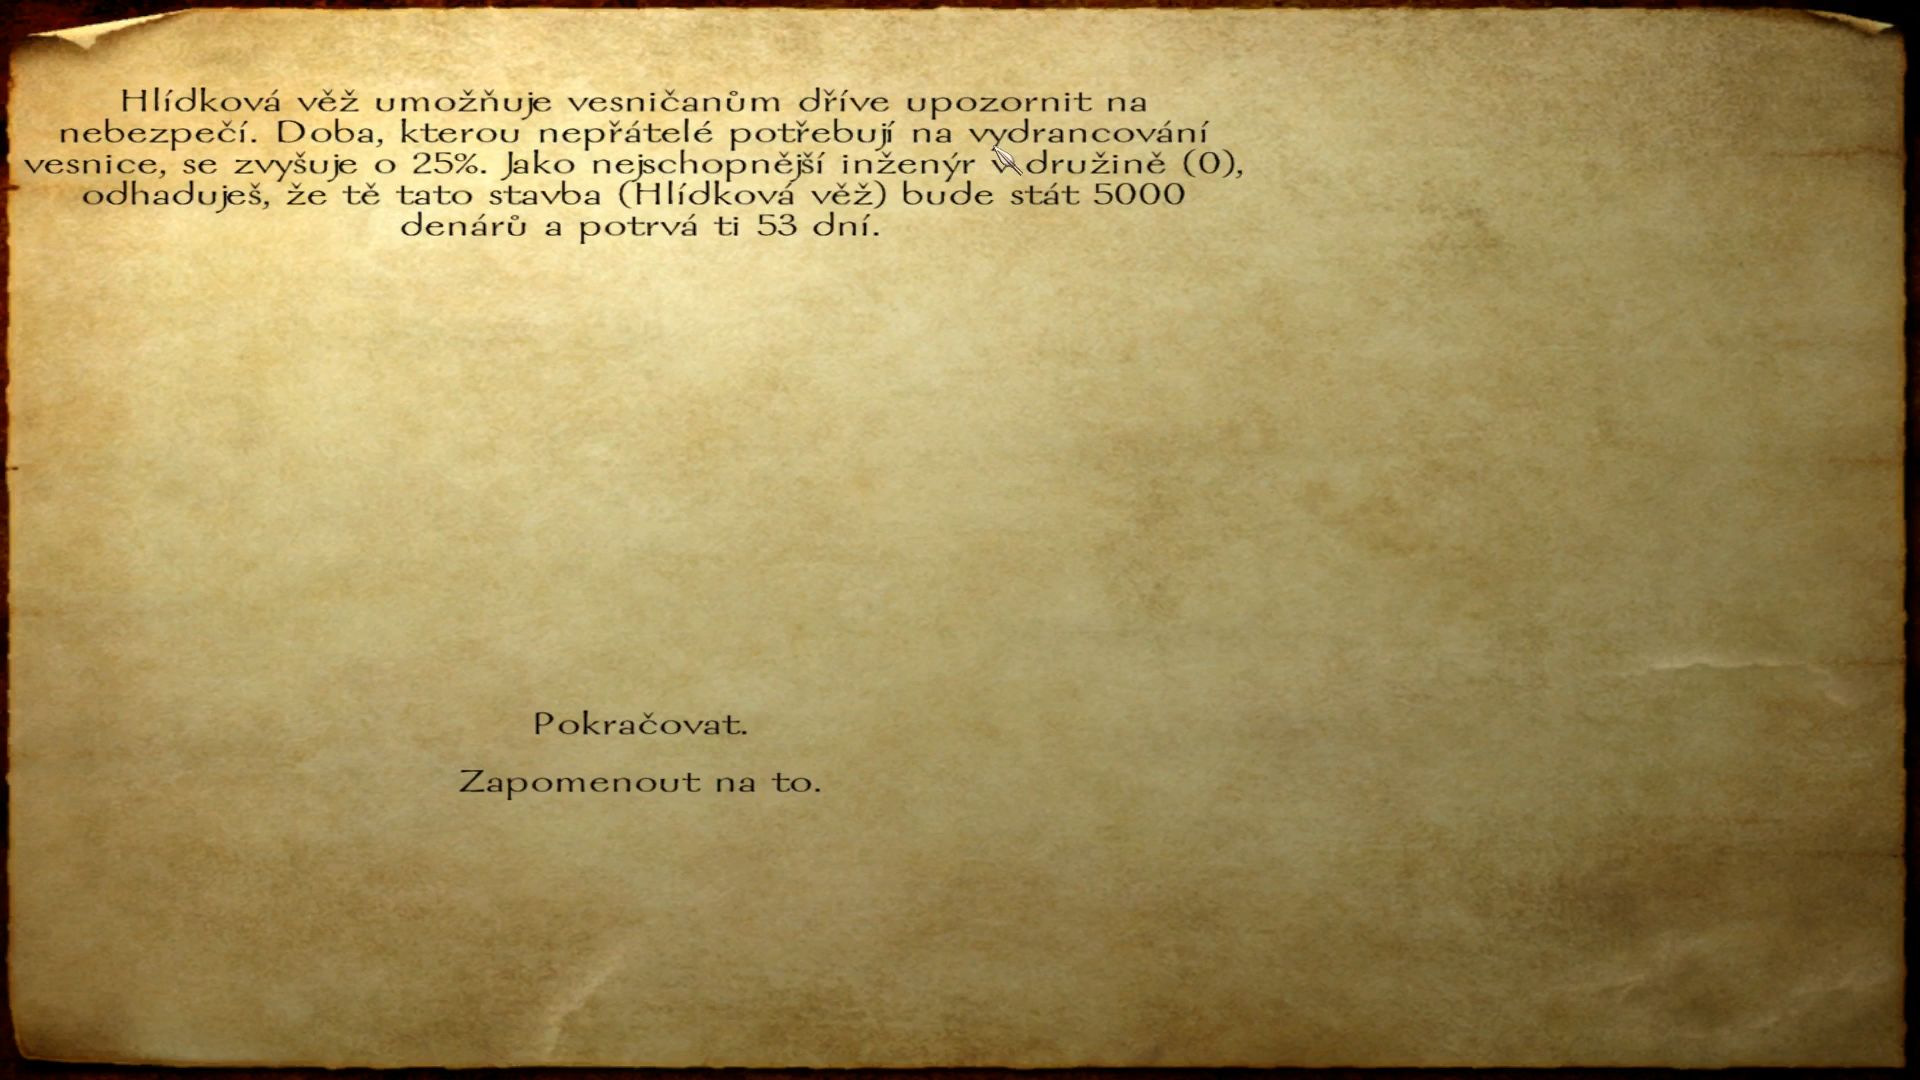 Hlídková věž umožňuje vesničanům dříve upozornit na
nebezpečí. Doba, kterou nepřátelé potřebují na vydrancování
vesnice, se zvyšuje o 25%. Jako nejschopnější inženýr v družině (0),
odhaduješ, že tě tato stavba (Hlídková věž) bude stát 5000
denárů a potrvá ti 53 dní.
Pokračovat.
Zapomenout na to.